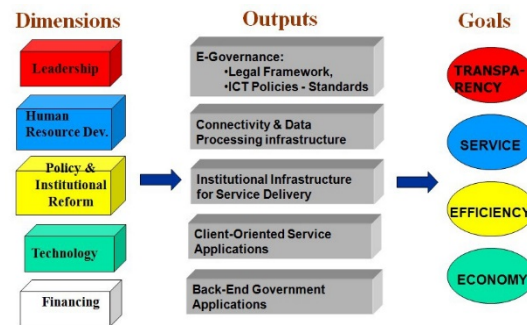 Dimensions
Outputs
Goals
Leadership
Human
Resource Dev.
Policy &
Institutional
Reform
Technology
Financing
E-Governance:
•Legal Framework,
•ICT Policies - Standards
Connectivity & Data
Processing infrastructure
Institutional Infrastructure
for Service Delivery
Client-Oriented Service
Applications
Back-End Government
Applications
TRANSPA-
RENCY
SERVICE
EFFICIENCY
ECONOMY